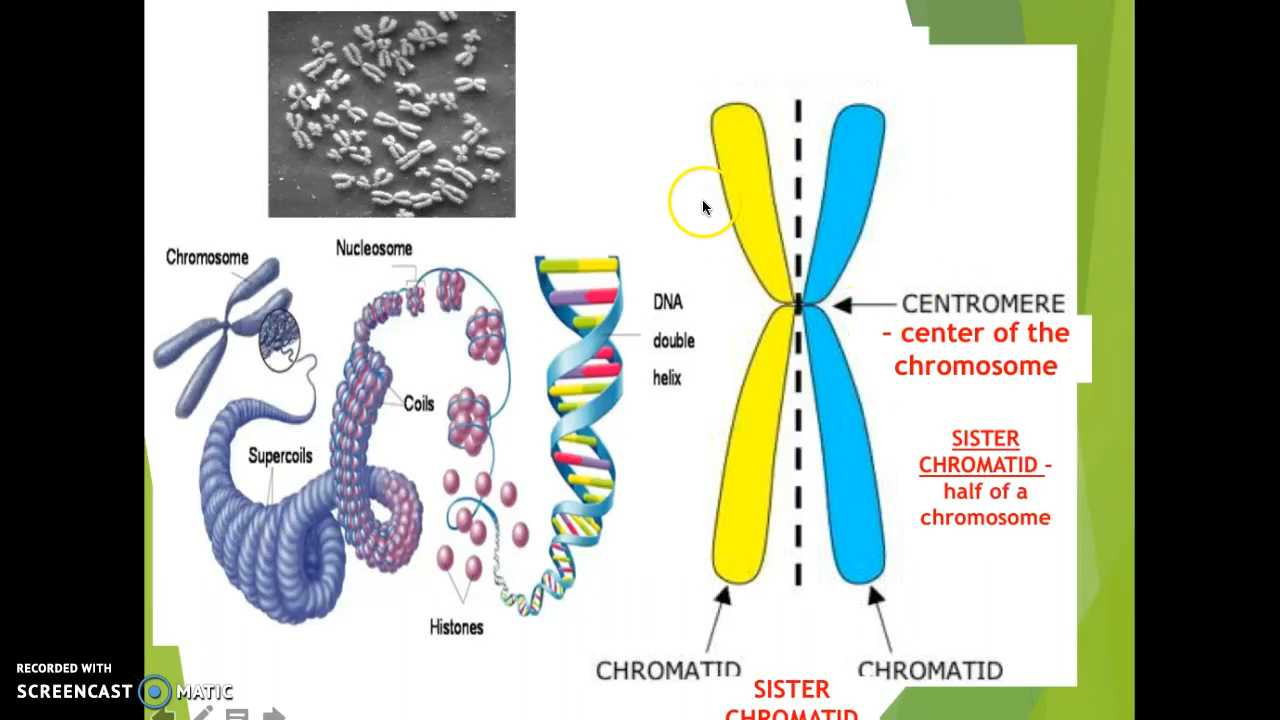 Chromosome
Nucleosome
DNA
double
helix
Coils
Supercoils
Histones
CENTROMERE
- center of the
chromosome
SISTER
CHROMATID -
half of a
chromosome
CHROMATID
CHROMATID
SISTER
CHROMATID
RECORDED WITH
SCREENCAST MATIC